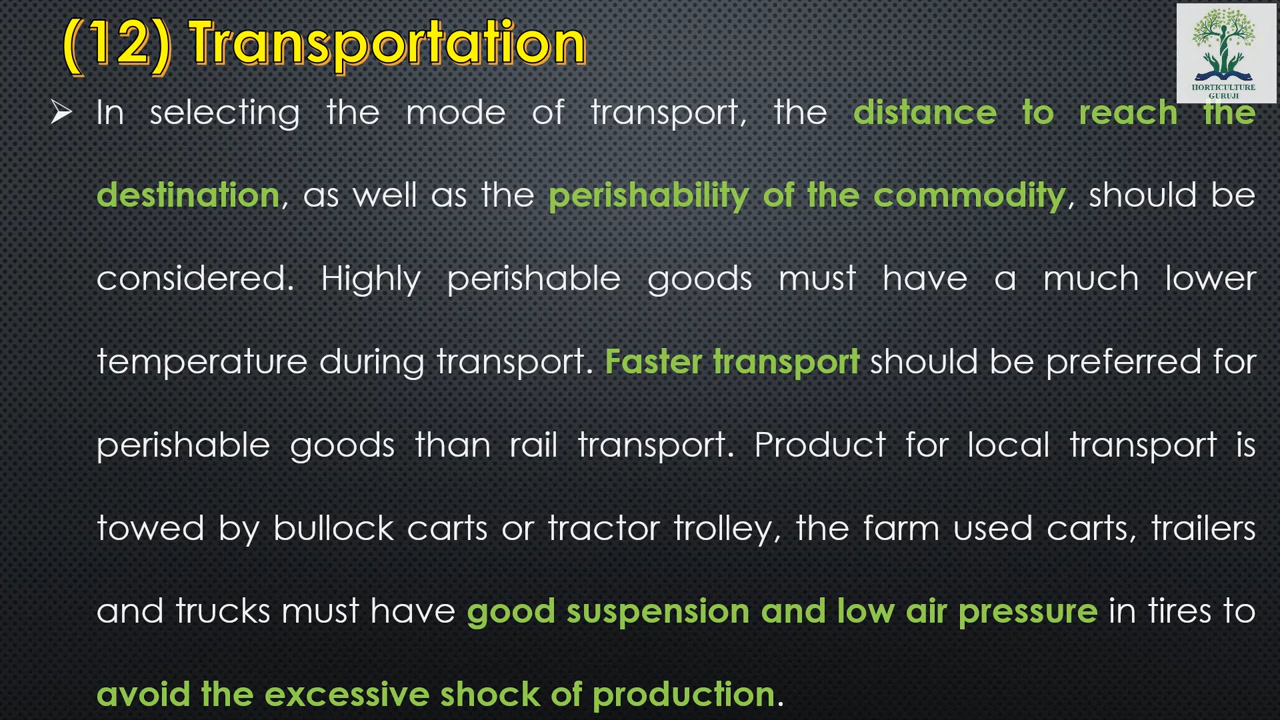 (12) Transportation
HORTICULTURE
GURUJI
➢ In selecting the mode of transport, the distance to reach the
destination, as well as the perishability of the commodity, should be
considered. Highly perishable goods must have a much lower
temperature during transport. Faster transport should be preferred for
perishable goods than rail transport. Product for local transport is
towed by bullock carts or tractor trolley, the farm used carts, trailers
and trucks must have good suspension and low air pressure in tires to
avoid the excessive shock of production.